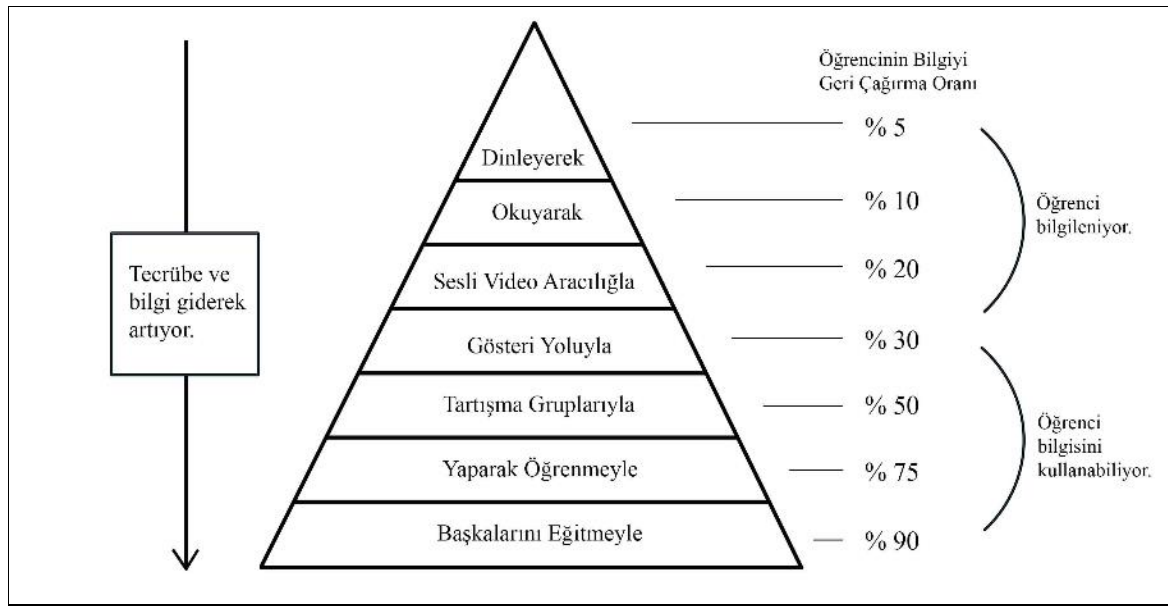 Öğrencinin Bilgiyi
Geri Çağırma Oranı
Tecrübe ve
bilgi giderek
artıyor.
Dinleyerek
% 5
Okuyarak
% 10
Sesli Video Aracılığla
% 20
Gösteri Yoluyla
% 30
Tartışma Gruplarıyla
% 50
Yaparak Öğrenmeyle
% 75
Başkalarını Eğitmeyle
% 90
Öğrenci
bilgileniyor.
Öğrenci
bilgisini
kullanabiliyor.